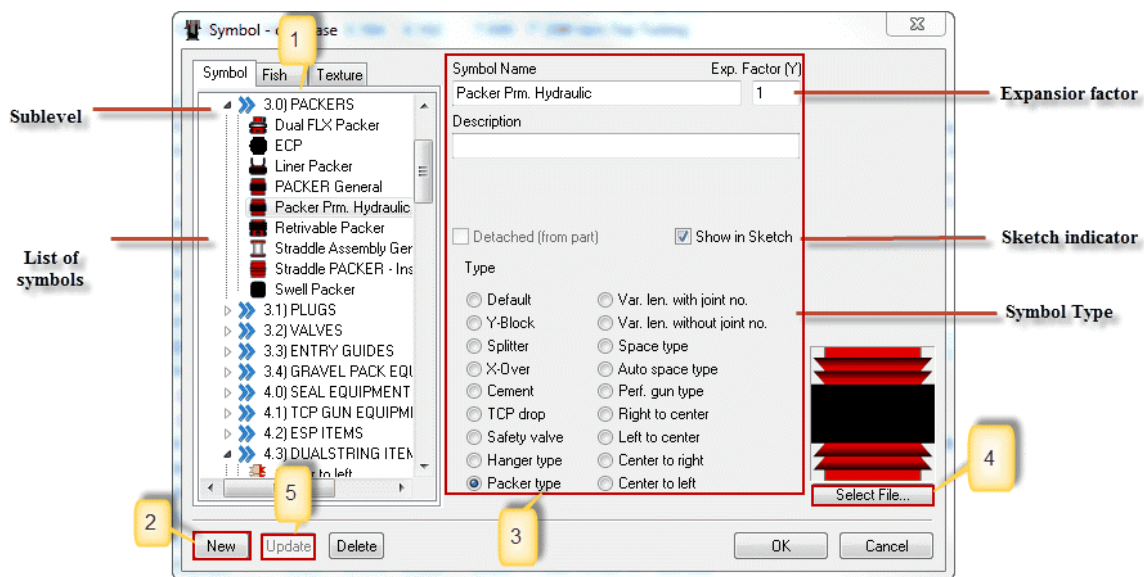 Symbol - d
ase
1
Symbol Fish Texture
Symbol Name Exp. Factor (Y)
Packer Prm. Hydraulic 1
Expansior factor
Description
Sublevel
3.0) PACKERS
Dual FLX Packer
ECP
Liner Packer
PACKER General
Packer Prm. Hydraulic
Retrivable Packer
Straddle Assembly Ger
Straddle PACKER - Ins
Swell Packer
3.1) PLUGS
3.2) VALVES
3.3) ENTRY GUIDES
3.4) GRAVEL PACK EQU
4.0) SEAL EQUIPMENT
4.1) TCP GUN EQUIPMI
4.2) ESP ITEMS
4.3) DUALSTRING ITEM
r to left
List of
symbols
Detached (from part) Show in Sketch
Sketch indicator
Type
Default Var. len. with joint no.
Y-Block Var. len. without joint no.
Symbol Type
Splitter Space type
X-Over Auto space type
Cement Perf. gun type
TCP drop Right to center
Safety valve Left to center
Hanger type Center to right
Packer type Center to left
Select File...
4
5
2
3
New Update Delete OK Cancel